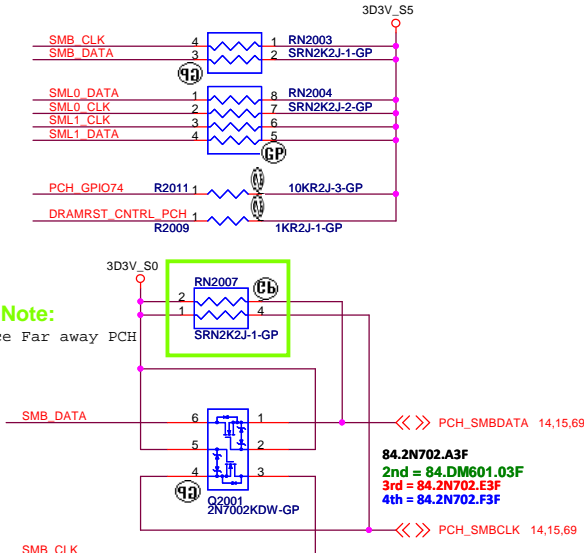 3D3V_S5
SMB_CLK 4 1 RN2003
SMB_DATA 3 2 SRN2K2J-1-GP
GP
SML0_DATA 1 8 RN2004
SML0_CLK 2 7 SRN2K2J-2-GP
SML1_CLK 3 6
SML1_DATA 4 5
GP
PCH_GPIO74 R2011 1 10KR2J-3-GP
DRAMRST_CNTRL_PCH 1
R2009 1KR2J-1-GP
3D3V_S0
RN2007
GP
2
1 4
SRN2K2J-1-GP
Note:
ce Far away PCH
SMB_DATA 6 1 PCH_SMBDATA 14,15,69
5 2
4 3
GP
Q2001
2N7002KDW-GP
84.2N702.A3F
2nd = 84.DM601.03F
3rd = 84.2N702.E3F
4th = 84.2N702.F3F
PCH_SMBCLK 14,15,69
SMB_CLK